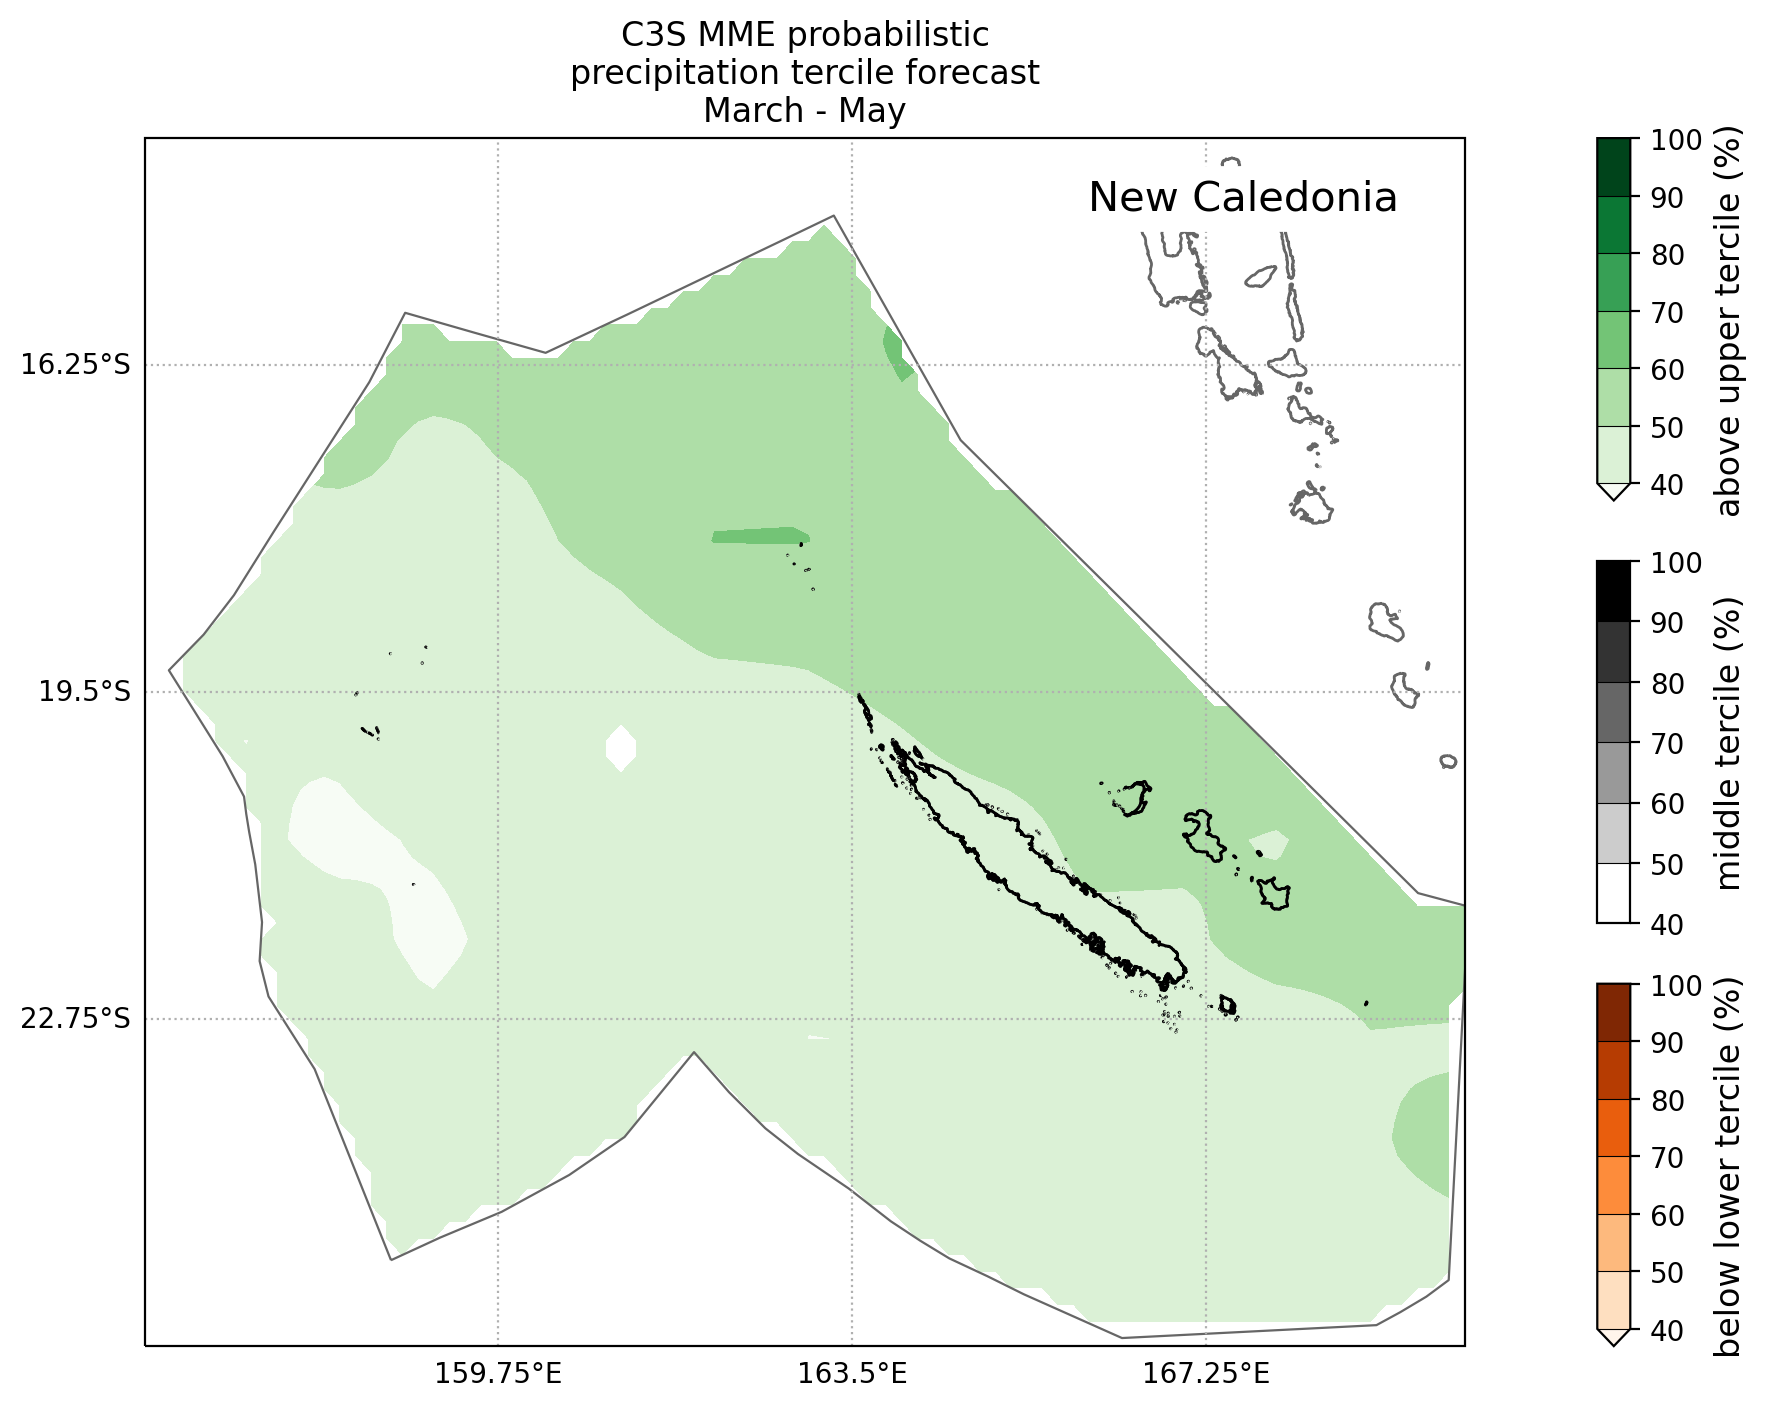 C3S MME probabilistic
precipitation tercile forecast
March - May
New Caledonia
16.25°S
19.5°S
22.75°S
159.75°E
163.5°E
167.25°E
100
90
80
70
60
50
40
above upper tercile (%)
100
90
80
70
60
50
40
middle tercile (%)
100
90
80
70
60
50
40
below lower tercile (%)